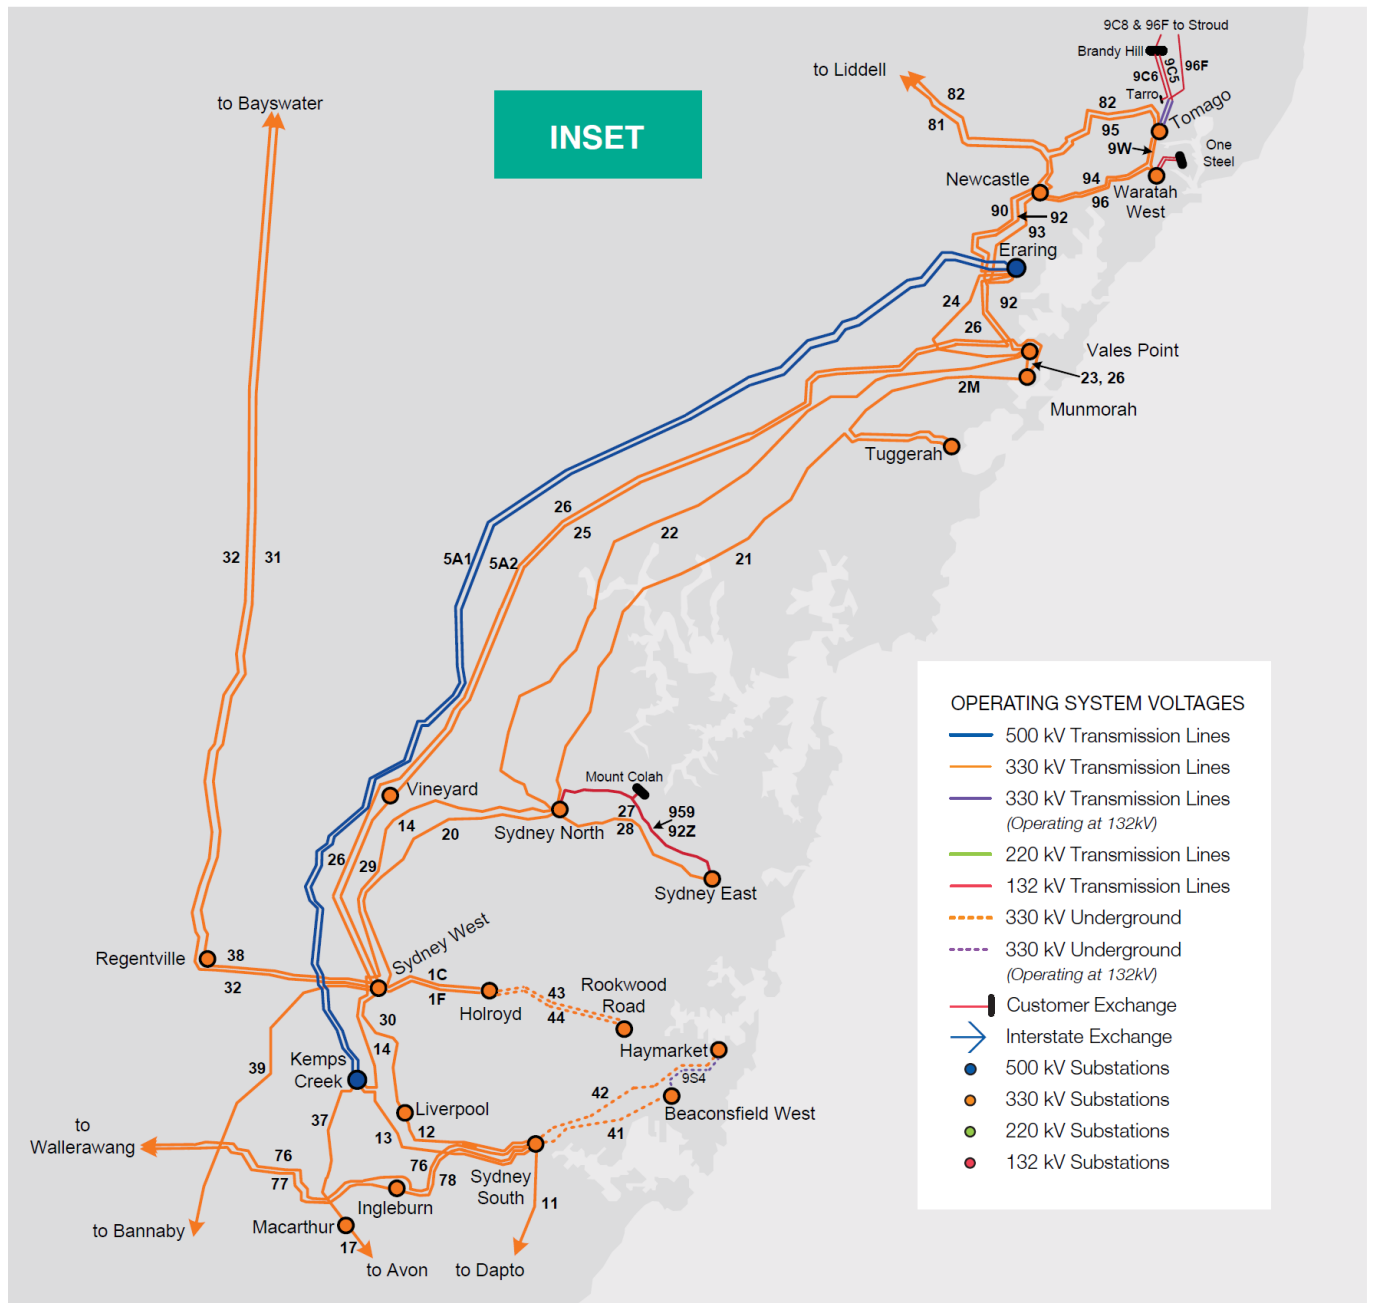 9C8 & 96F to Stroud
Brandy Hill
9C6
9C5
96F
Tarro
Tomago
to Liddell
82
81
82
95
9W
One
Steel
to Bayswater
INSET
Newcastle
94
96
Waratah
West
90
92
93
Eraring
24
92
26
Vales Point
23, 26
2M
Munmorah
Tuggerah
26
25
22
21
5A1
5A2
32
31
Vineyard
14
20
Mount Colah
27
28
959
92Z
Sydney North
Sydney East
26
29
Sydney West
Regentville
38
32
1C
1F
Holroyd
43
44
Rookwood
Road
30
14
Haymarket
9S4
Kemps
Creek
39
37
Liverpool
42
41
Beaconsfield West
to
Wallerawang
13
12
76
77
76
78
Sydney
South
11
Ingleburn
Macarthur
17
to Bannaby
to Avon
to Dapto
OPERATING SYSTEM VOLTAGES
500 kV Transmission Lines
330 kV Transmission Lines
330 kV Transmission Lines
(Operating at 132kV)
220 kV Transmission Lines
132 kV Transmission Lines
330 kV Underground
330 kV Underground
(Operating at 132kV)
Customer Exchange
Interstate Exchange
500 kV Substations
330 kV Substations
220 kV Substations
132 kV Substations